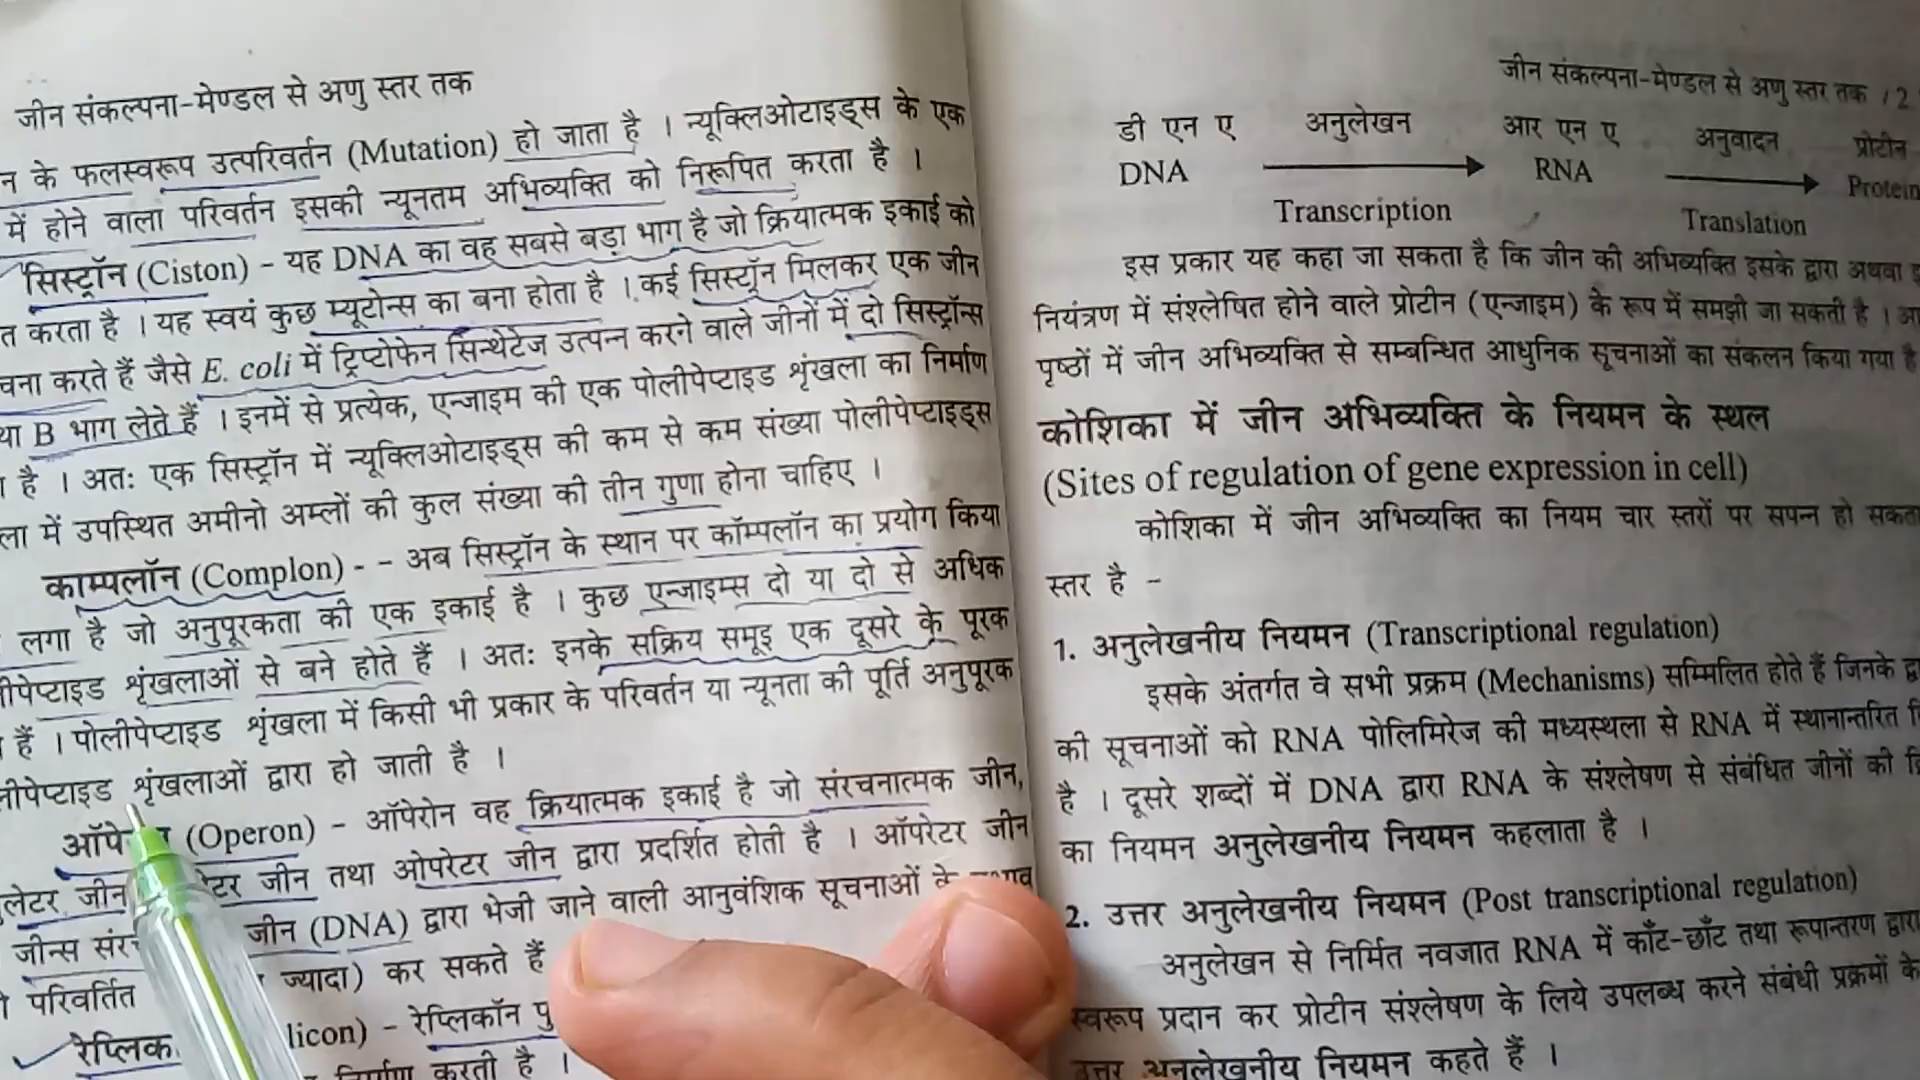 जीन संकल्पना-मेण्डल से अणु स्तर तक
न के फलस्वरूप उत्परिवर्तन (Mutation) हो जाता है । न्यूक्लिओटाइड्स के एक
में होने वाला परिवर्तन इसकी न्यूनतम अभिव्यक्ति को निरूपित करता है ।
सिस्ट्रॉन (Ciston) - यह DNA का वह सबसे बड़ा भाग है जो क्रियात्मक इकाई को
त करता है । यह स्वयं कुछ म्यूटोन्स का बना होता है । कई सिस्ट्रॉन मिलकर एक जीन
चना करते हैं जैसे E. coli में ट्रिप्टोफेन सिन्थेटेज उत्पन्न करने वाले जीनों में दो सिस्ट्रॉन्स
था B भाग लेते हैं । इनमें से प्रत्येक, एन्जाइम की एक पोलीपेप्टाइड शृंखला का निर्माण
है । अतः एक सिस्ट्रॉन में न्यूक्लिओटाइड्स की कम से कम संख्या पोलीपेप्टाइड्स
ला में उपस्थित अमीनो अम्लों की कुल संख्या की तीन गुणा होना चाहिए ।
काम्पलॉन (Complon) - - अब सिस्ट्रॉन के स्थान पर कॉम्पलॉन का प्रयोग किया
लगा है जो अनुपूरकता की एक इकाई है । कुछ एन्जाइम्स दो या दो से अधिक
लीपेप्टाइड शृंखलाओं से बने होते हैं । अतः इनके सक्रिय समूह एक दूसरे के पूरक
हैं । पोलीपेप्टाइड शृंखला में किसी भी प्रकार के परिवर्तन या न्यूनता की पूर्ति अनुपूरक
लीपेप्टाइड शृंखलाओं द्वारा हो जाती है ।
(Operon) - ऑपेरोन वह क्रियात्मक इकाई है जो संरचनात्मक जीन,
लेटर जीन टर जीन तथा ओपरेटर जीन द्वारा प्रदर्शित होती है । ऑपरेटर जीन
जीन्स जीन (DNA) द्वारा भेजी जाने वाली आनुवंशिक सूचनाओं के
परिवर्तित ज्यादा) कर सकते हैं
रेप्लिक licon) - रेप्लिकॉन पु
निर्माण करती है ।
जीन संकल्पना-मेण्डल से अणु स्तर तक / 2
डी एन ए अनुलेखन आर एन ए अनुवादन प्रोटीन
DNA RNA Protein
Transcription Translation
इस प्रकार यह कहा जा सकता है कि जीन की अभिव्यक्ति इसके द्वारा अथवा
नियंत्रण में संश्लेषित होने वाले प्रोटीन (एन्जाइम) के रूप में समझी जा सकती है ।
पृष्ठों में जीन अभिव्यक्ति से सम्बन्धित आधुनिक सूचनाओं का संकलन किया गया है
कोशिका में जीन अभिव्यक्ति के नियमन के स्थल
(Sites of regulation of gene expression in cell)
कोशिका में जीन अभिव्यक्ति का नियम चार स्तरों पर सपन्न हो सकता
स्तर है -
1. अनुलेखनीय नियमन (Transcriptional regulation)
इसके अंतर्गत वे सभी प्रक्रम (Mechanisms) सम्मिलित होते हैं जिनके द्व
की सूचनाओं को RNA पोलिमिरेज की मध्यस्थला से RNA में स्थानान्तरित
है । दूसरे शब्दों में DNA द्वारा RNA के संश्लेषण से संबंधित जीनों की
का नियमन अनुलेखनीय नियमन कहलाता है ।
2. उत्तर अनुलेखनीय नियमन (Post transcriptional regulation)
अनुलेखन से निर्मित नवजात RNA में काँट-छाँट तथा रूपान्तरण द्वारा
स्वरूप प्रदान कर प्रोटीन संश्लेषण के लिये उपलब्ध करने संबंधी प्रक्रमों के
उत्तर अनुलेखनीय नियमन कहते हैं ।